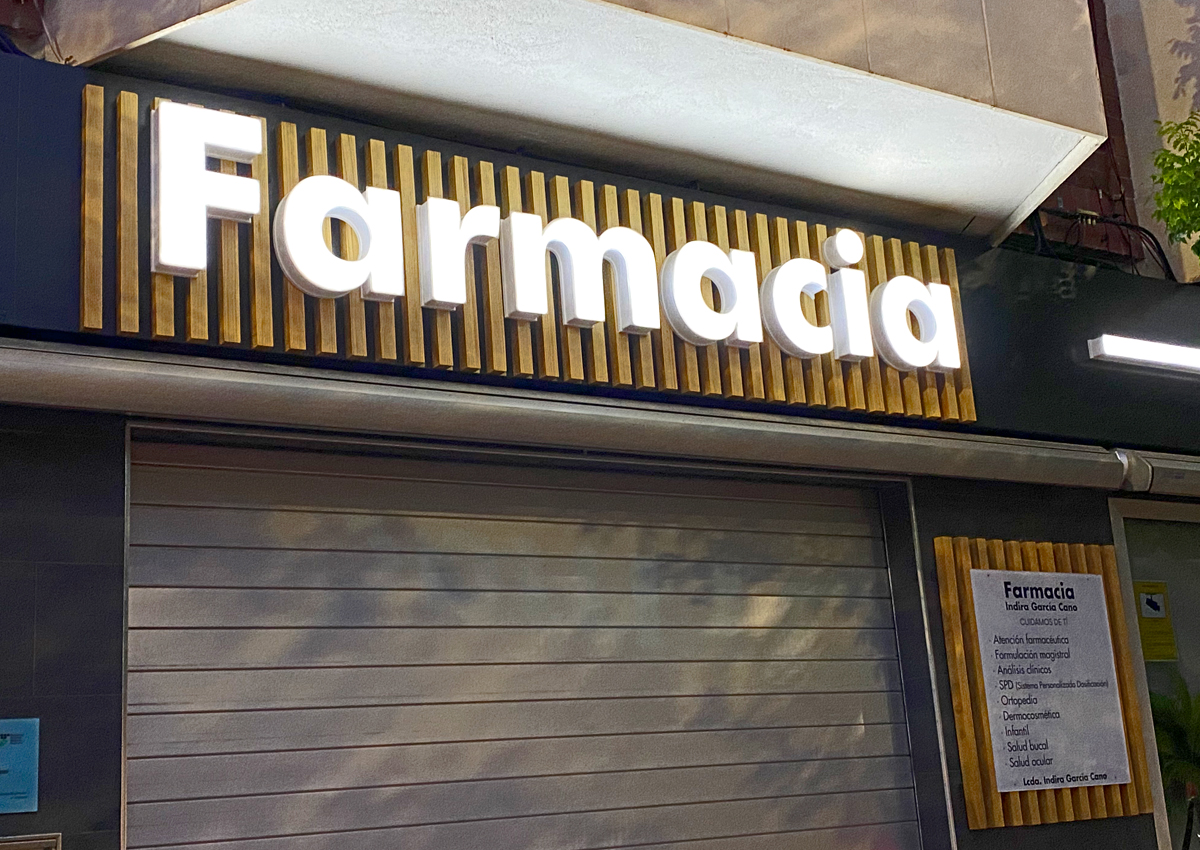 Farmacia
Farmacia
Indira García Cano
CUIDAMOS DE TÍ
· Atención farmacéutica
· Formulación magistral
· Análisis clínicos
· SPD (Sistema Personalizado Dosificación)
· Ortopedia
· Dermocosmética
· Infantil
· Salud bucal
· Salud ocular
Lcda. Indira García Cano